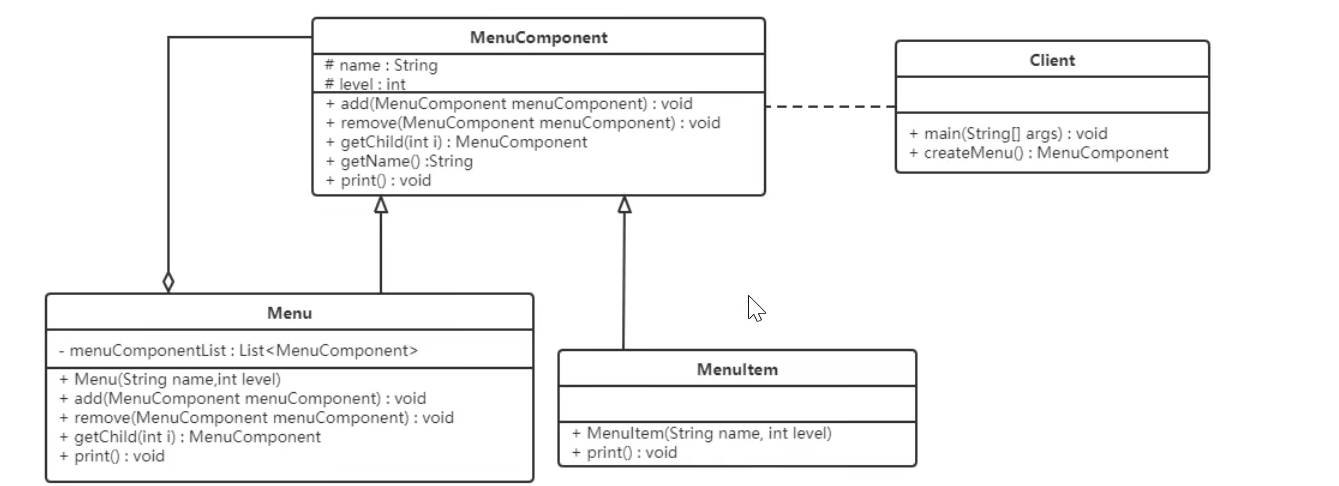 MenuComponent
# name : String
# level : int
+ add(MenuComponent menuComponent) : void
+ remove(MenuComponent menuComponent) : void
+ getChild(int i) : MenuComponent
+ getName() :String
+ print() : void
Client
+ main(String[] args) : void
+ createMenu() : MenuComponent
Menu
- menuComponentList : List<MenuComponent>
+ Menu(String name,int level)
+ add(MenuComponent menuComponent) : void
+ remove(MenuComponent menuComponent) : void
+ getChild(int i) : MenuComponent
+ print() : void
MenuItem
+ MenuItem(String name, int level)
+ print() : void